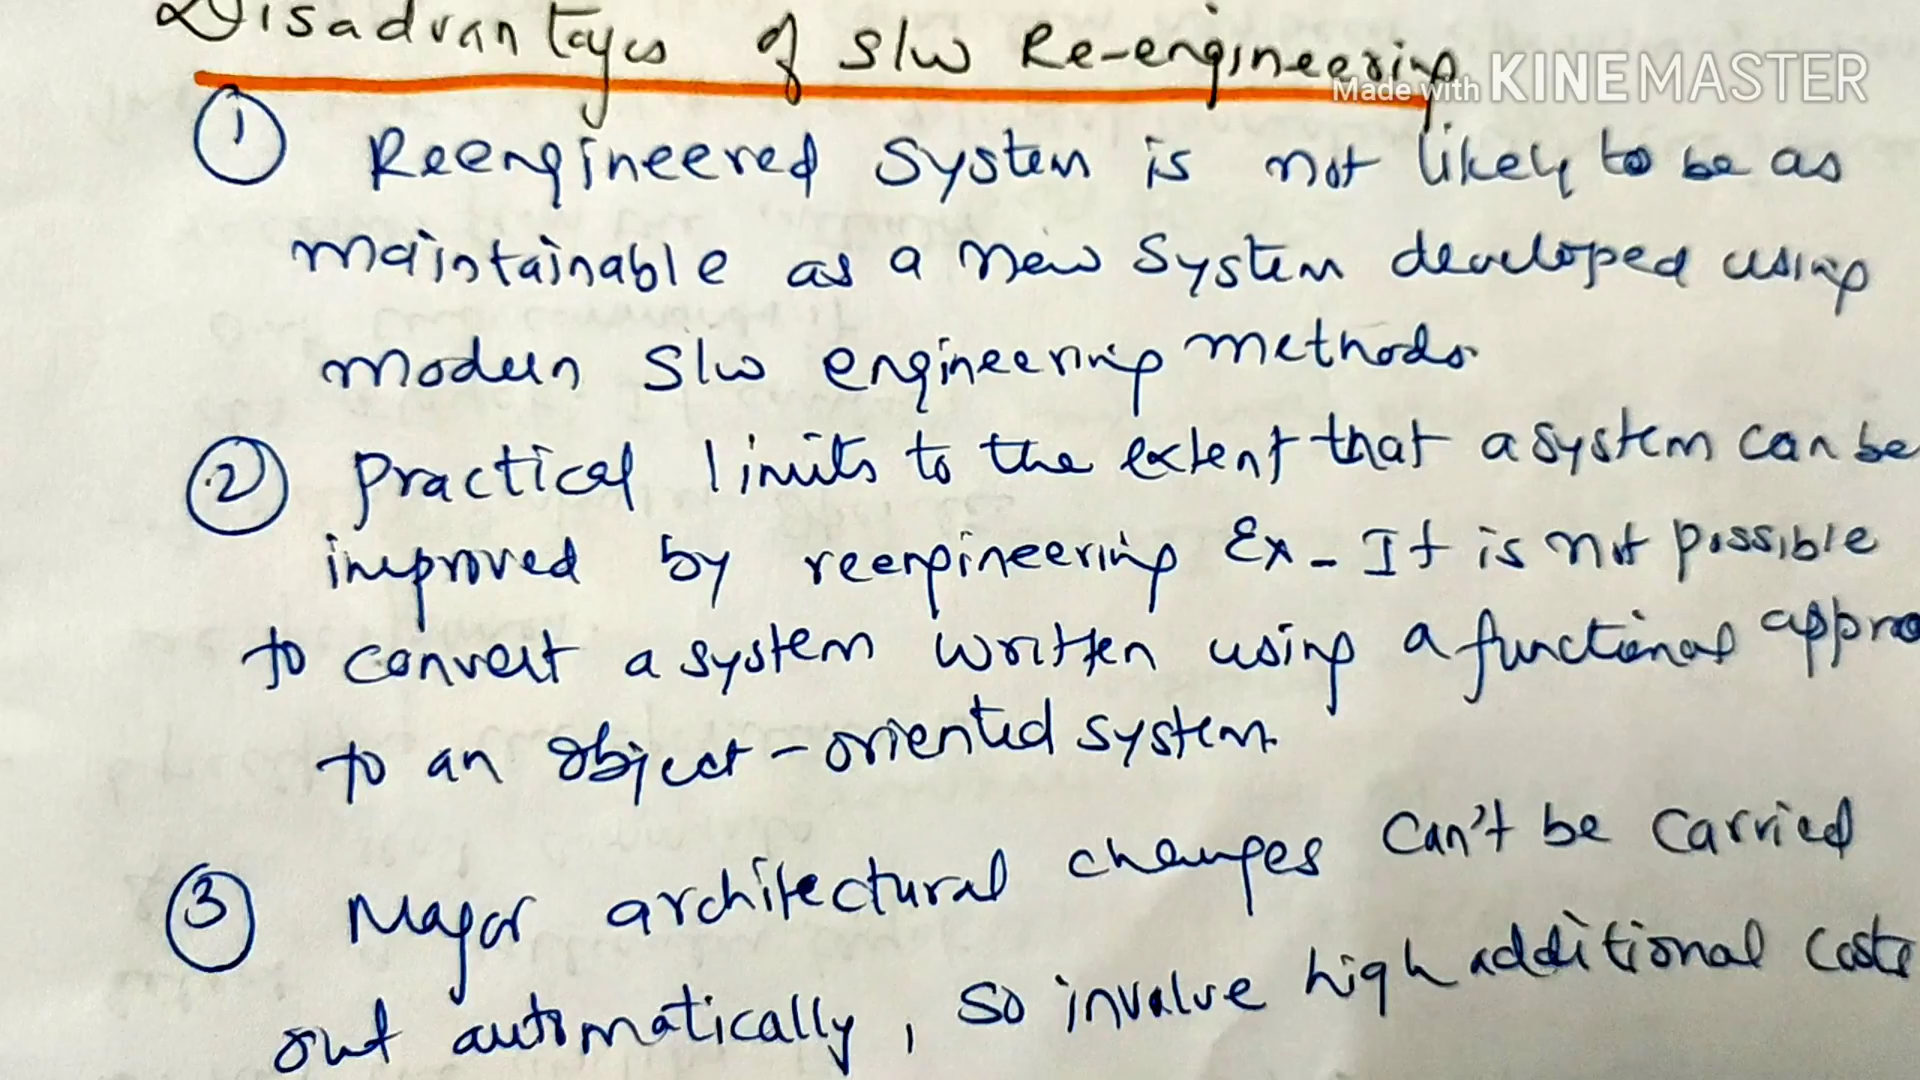 Disadvantages of S/w Re-engineering
Made with KINEMASTER
① Reengineered System is not likely to be as
maintainable as a new System developed using
modern S/w engineering methods.
② Practical limits to the extent that a system can be
improved by reengineering Ex - It is not possible
to convert a system written using a functional appro
to an object-oriented system.
③ Major architectural changes can't be carried
out automatically, so involve high additional costs